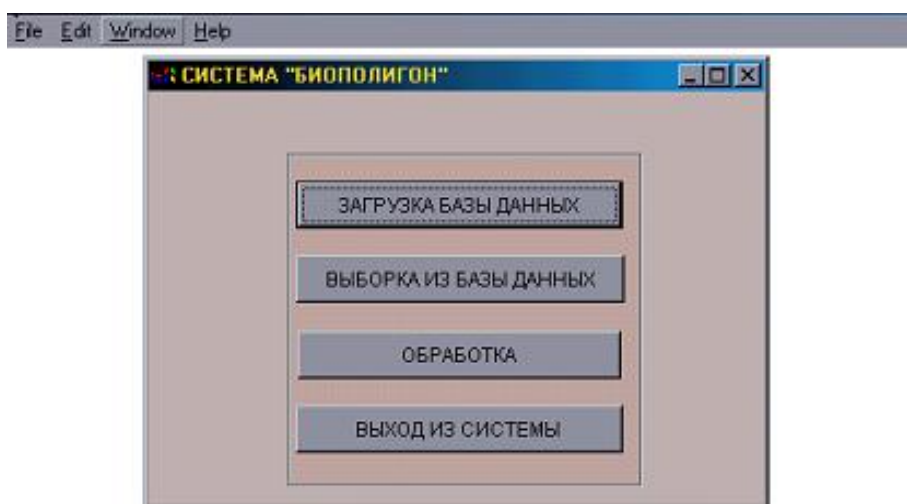 File Edit Window Help
СИСТЕМА "БИОПОЛИГОН"
ЗАГРУЗКА БАЗЫ ДАННЫХ
ВЫБОРКА ИЗ БАЗЫ ДАННЫХ
ОБРАБОТКА
ВЫХОД ИЗ СИСТЕМЫ